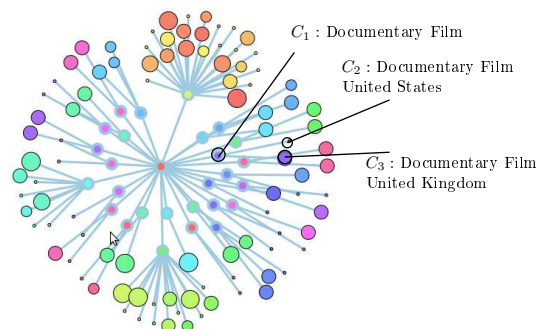 C₁ : Documentary Film
C₂ : Documentary Film
United States
C₃ : Documentary Film
United Kingdom